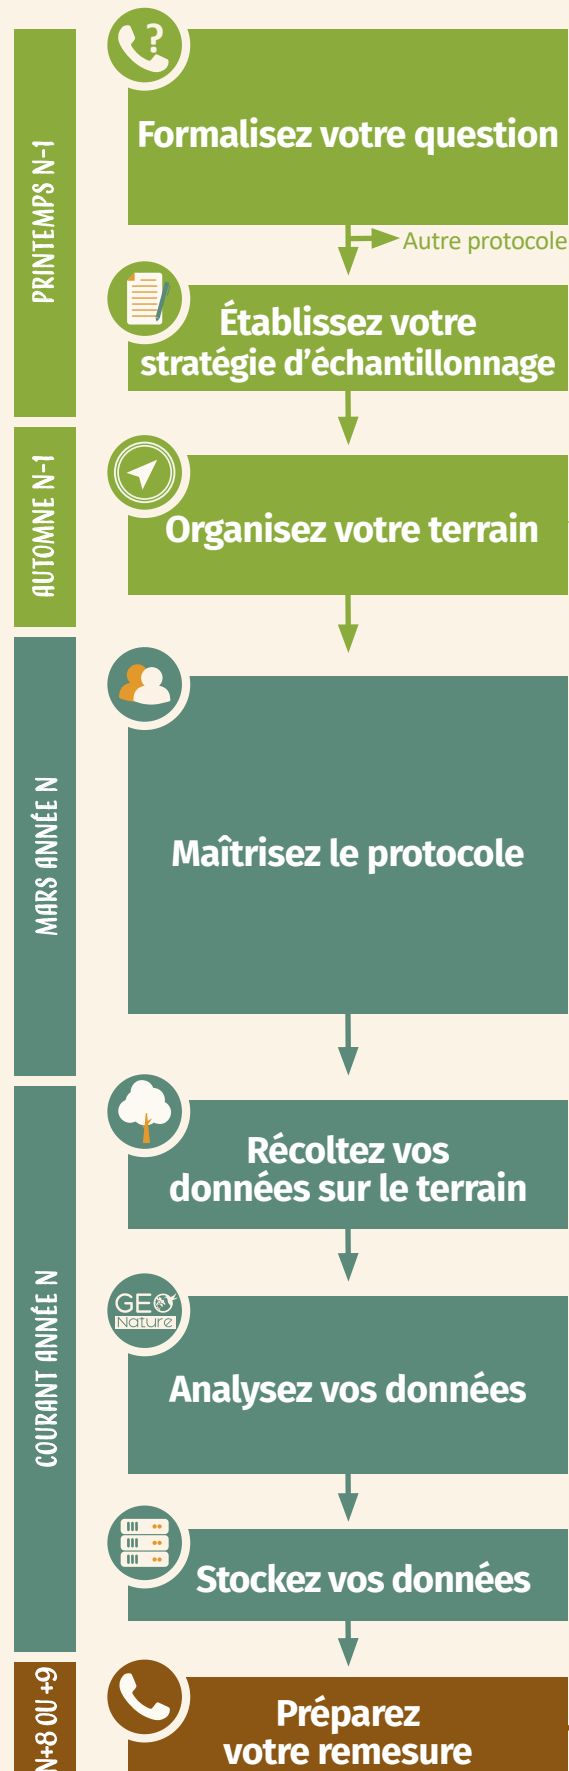 PRINTEMPS N-1
?
Formalisez votre question
Autre protocole
Établissez votre
stratégie d'échantillonnage
AUTOMNE N-1
Organisez votre terrain
MARS ANNÉE N
Maîtrisez le protocole
COURANT ANNÉE N
Récoltez vos
données sur le terrain
GEO
Nature
Analysez vos données
Stockez vos données
N+8 OU +9
Préparez
votre remesure